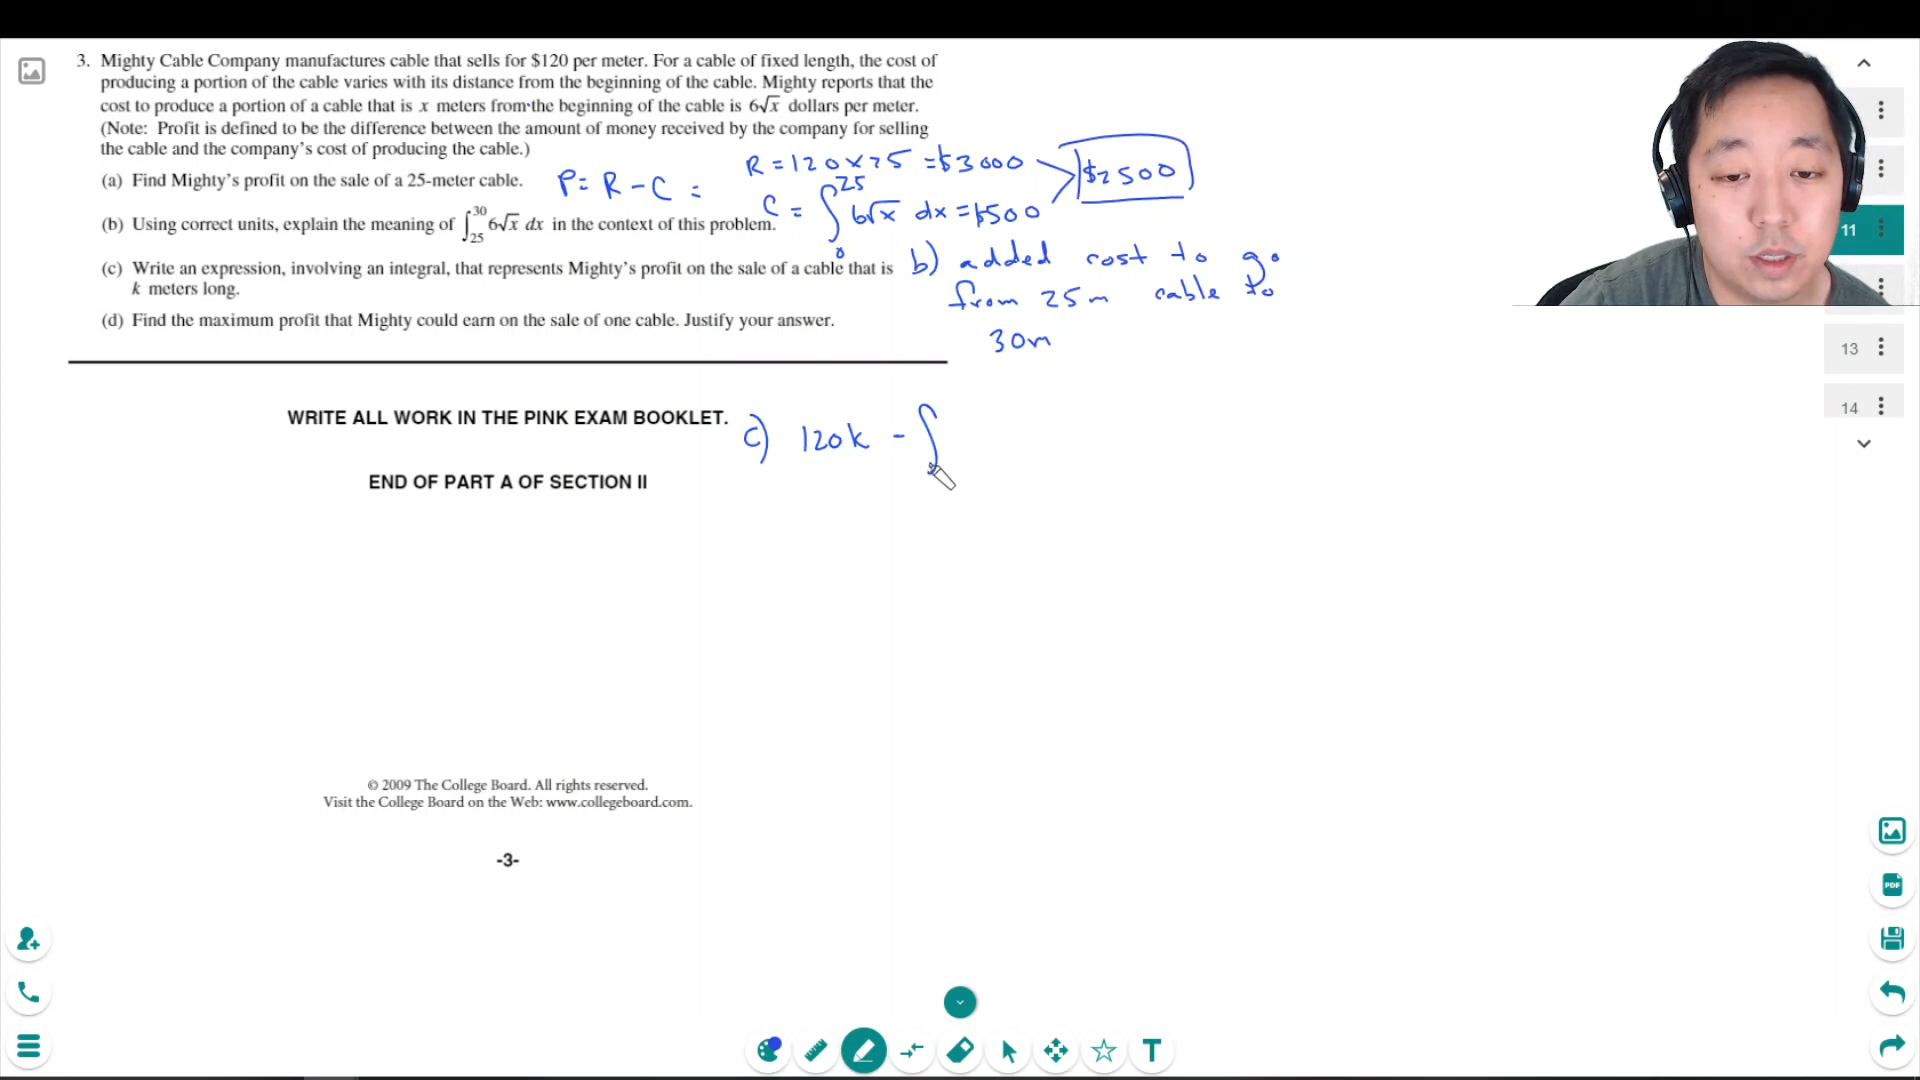 3. Mighty Cable Company manufactures cable that sells for $120 per meter. For a cable of fixed length, the cost of
producing a portion of the cable varies with its distance from the beginning of the cable. Mighty reports that the
cost to produce a portion of a cable that is x meters from the beginning of the cable is 6√x dollars per meter.
(Note: Profit is defined to be the difference between the amount of money received by the company for selling
the cable and the company's cost of producing the cable.)
(a) Find Mighty's profit on the sale of a 25-meter cable.
P = R - C =
R = 120 x 25 = $3000
$2500
C = ∫_0^25 6√x dx = $500
(b) Using correct units, explain the meaning of ∫_25^30 6√x dx in the context of this problem.
(c) Write an expression, involving an integral, that represents Mighty's profit on the sale of a cable that is
k meters long.
(d) Find the maximum profit that Mighty could earn on the sale of one cable. Justify your answer.
b) added cost to go
from 25m cable to
30m
WRITE ALL WORK IN THE PINK EXAM BOOKLET.
c) 120k - ∫
END OF PART A OF SECTION II
© 2009 The College Board. All rights reserved.
Visit the College Board on the Web: www.collegeboard.com.
-3-
11
13
14
PDF
T